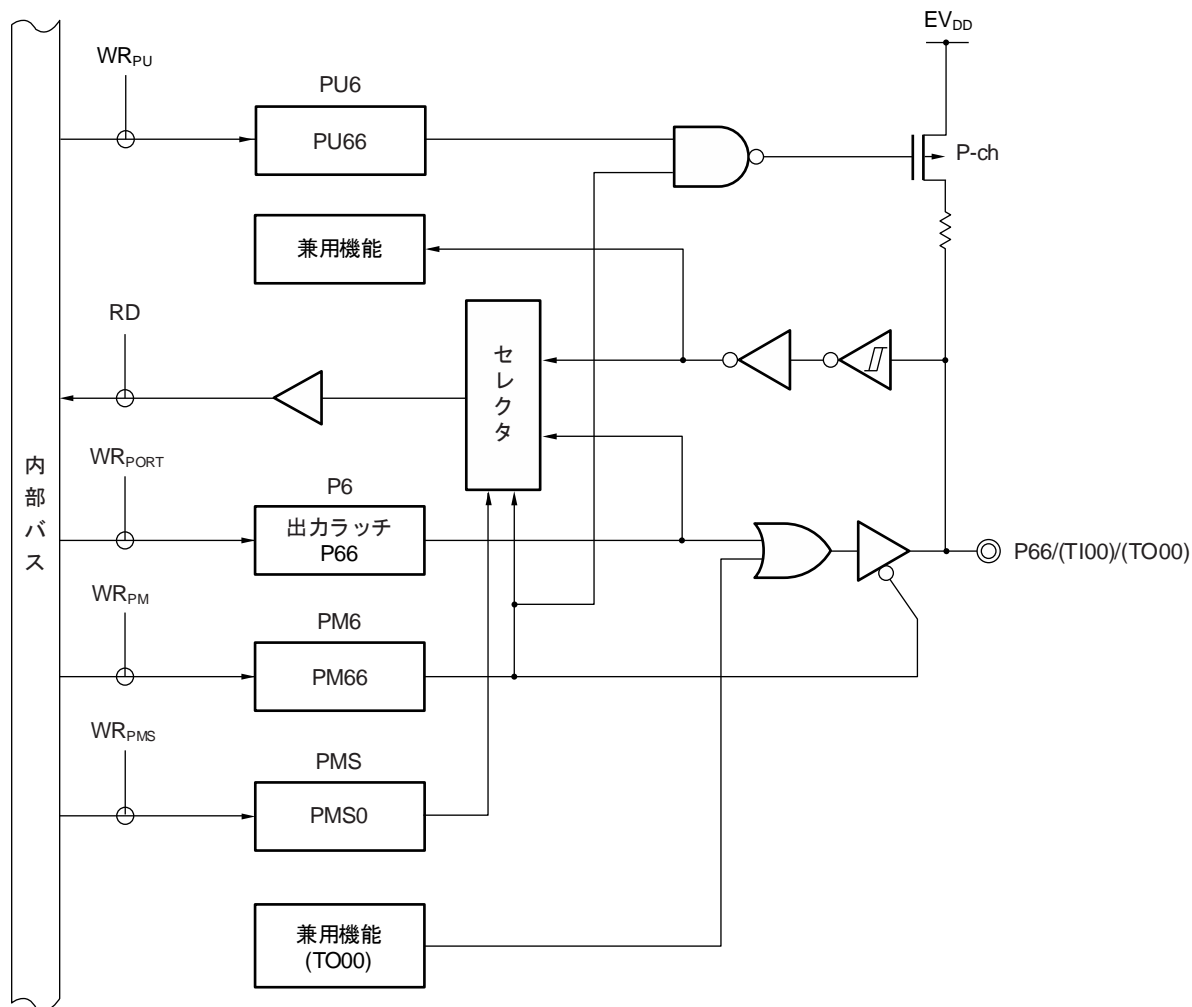 EVDD
WRPU
PU6
PU66
P-ch
兼用機能
RD
セレクタ
内部バス
WRPORT
P6
出力ラッチ
P66
P66/(TI00)/(TO00)
WRPM
PM6
PM66
WRPMS
PMS
PMS0
兼用機能
(TO00)